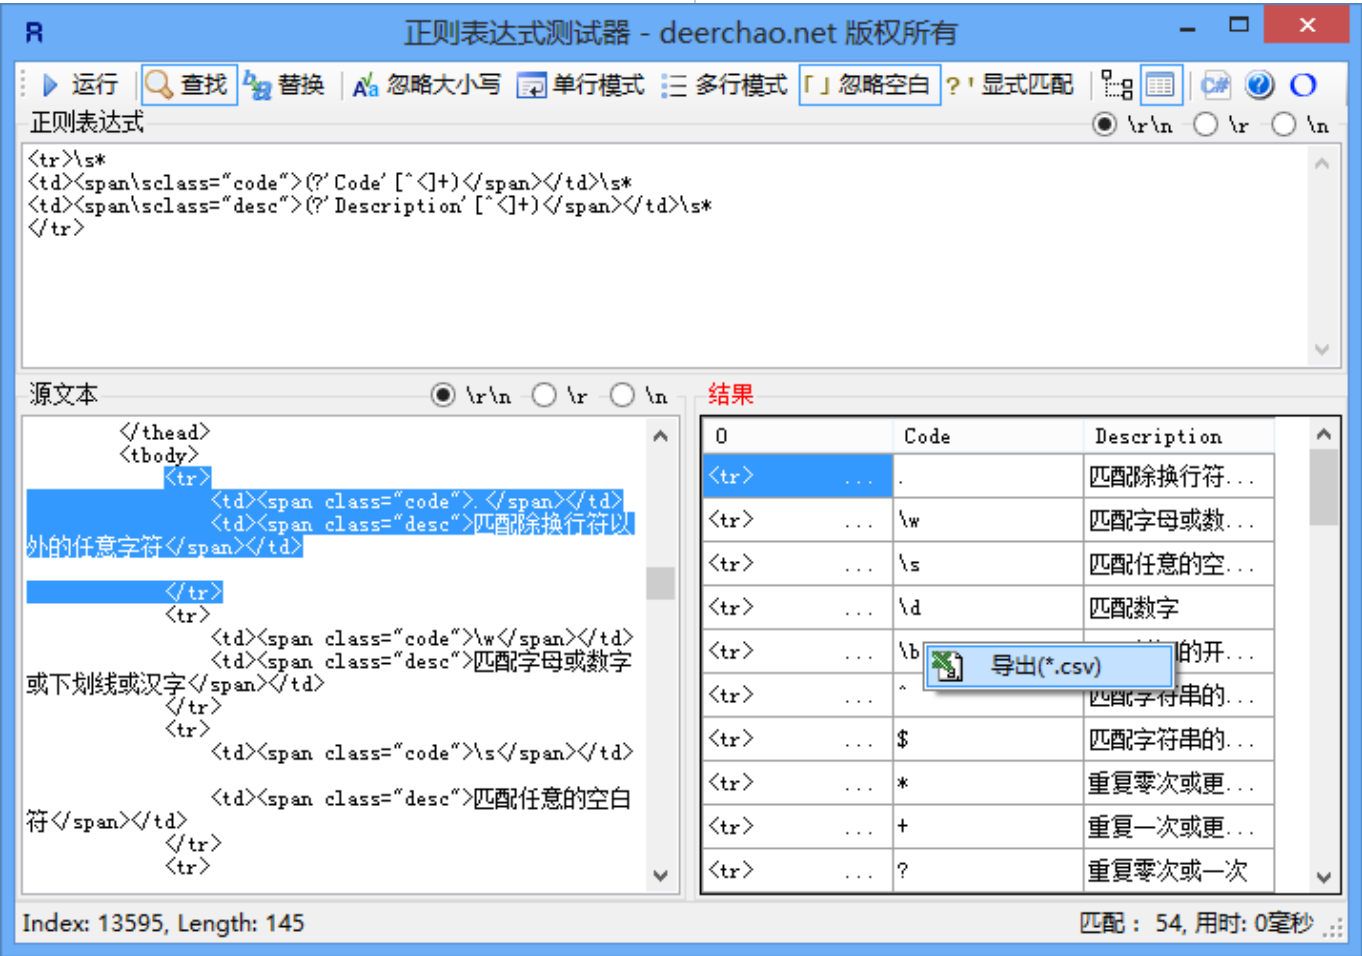 R 正则表达式测试器 - deerchao.net 版权所有
运行 查找 替换 忽略大小写 单行模式 多行模式 忽略空白 显式匹配 C#
正则表达式 \r\n \r \n
<tr>\s*
<td><span\sclass="code">(?'Code'[^<]+)</span></td>\s*
<td><span\sclass="desc">(?'Description'[^<]+)</span></td>\s*
</tr>
源文本 \r\n \r \n
</thead>
<tbody>
<tr>
<td><span class="code">.</span></td>
<td><span class="desc">匹配除换行符以
外的任意字符</span></td>
</tr>
<tr>
<td><span class="code">\w</span></td>
<td><span class="desc">匹配字母或数字
或下划线或汉字</span></td>
</tr>
<tr>
<td><span class="code">\s</span></td>
<td><span class="desc">匹配任意的空白
符</span></td>
</tr>
<tr>
结果
0 Code Description
<tr> ... . 匹配除换行符...
<tr> ... \w 匹配字母或数...
<tr> ... \s 匹配任意的空...
<tr> ... \d 匹配数字
<tr> ... \b 的开...
导出(*.csv)
<tr> ... ^ 匹配字符串的...
<tr> ... $ 匹配字符串的...
<tr> ... * 重复零次或更...
<tr> ... + 重复一次或更...
<tr> ... ? 重复零次或一次
Index: 13595, Length: 145
匹配： 54, 用时: 0毫秒